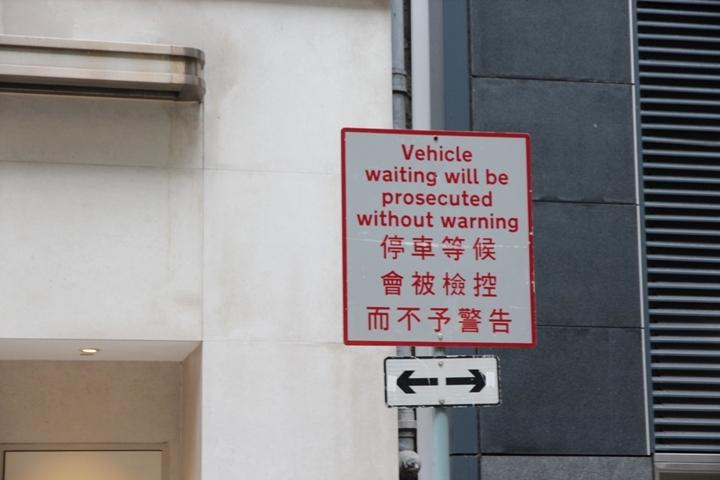 Vehicle
waiting will be
prosecuted
without warning
停車等候
會被檢控
而不予警告